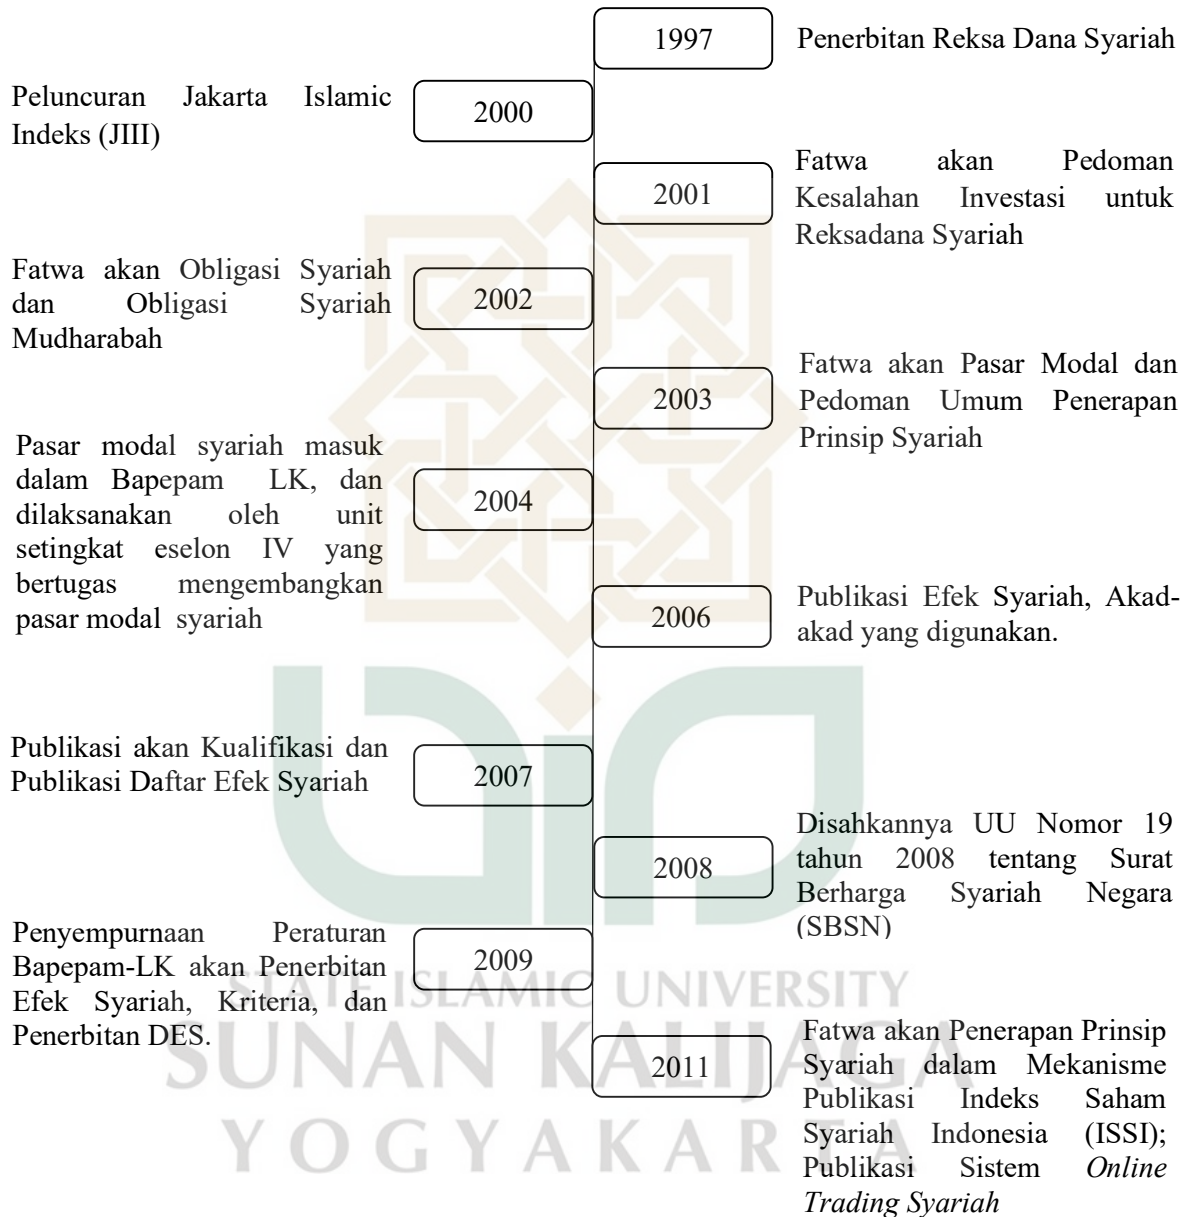 1997
Penerbitan Reksa Dana Syariah
Peluncuran Jakarta Islamic
Indeks (JIII)
2000
2001
Fatwa akan Pedoman
Kesalahan Investasi untuk
Reksadana Syariah
Fatwa akan Obligasi Syariah
dan Obligasi Syariah
Mudharabah
2002
2003
Fatwa akan Pasar Modal dan
Pedoman Umum Penerapan
Prinsip Syariah
Pasar modal syariah masuk
dalam Bapepam LK, dan
dilaksanakan oleh unit
setingkat eselon IV yang
bertugas mengembangkan
pasar modal syariah
2004
2006
Publikasi Efek Syariah, Akad-
akad yang digunakan.
Publikasi akan Kualifikasi dan
Publikasi Daftar Efek Syariah
2007
2008
Disahkannya UU Nomor 19
tahun 2008 tentang Surat
Berharga Syariah Negara
(SBSN)
Penyempurnaan Peraturan
Bapepam-LK akan Penerbitan
Efek Syariah, Kriteria, dan
Penerbitan DES.
2009
2011
Fatwa akan Penerapan Prinsip
Syariah dalam Mekanisme
Publikasi Indeks Saham
Syariah Indonesia (ISSI);
Publikasi Sistem Online
Trading Syariah
STATE ISLAMIC UNIVERSITY
SUNAN KALIJAGA
YOGYAKARTA